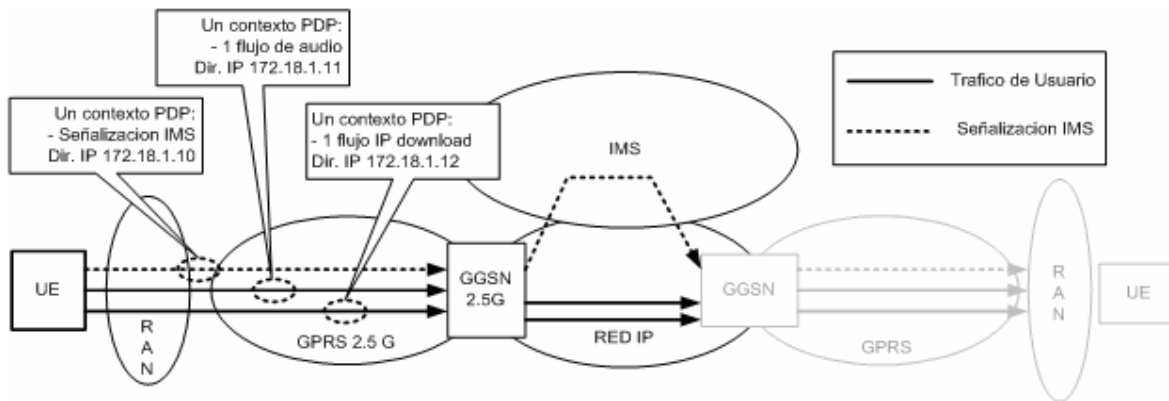 Un contexto PDP:
- 1 flujo de audio
Dir. IP 172.18.1.11
Un contexto PDP:
- Señalizacion IMS
Dir. IP 172.18.1.10
Un contexto PDP:
- 1 flujo IP download
Dir. IP 172.18.1.12
IMS
Trafico de Usuario
Señalizacion IMS
UE
RAN
GPRS 2.5 G
GGSN
2.5G
RED IP
GGSN
GPRS
RAN
UE